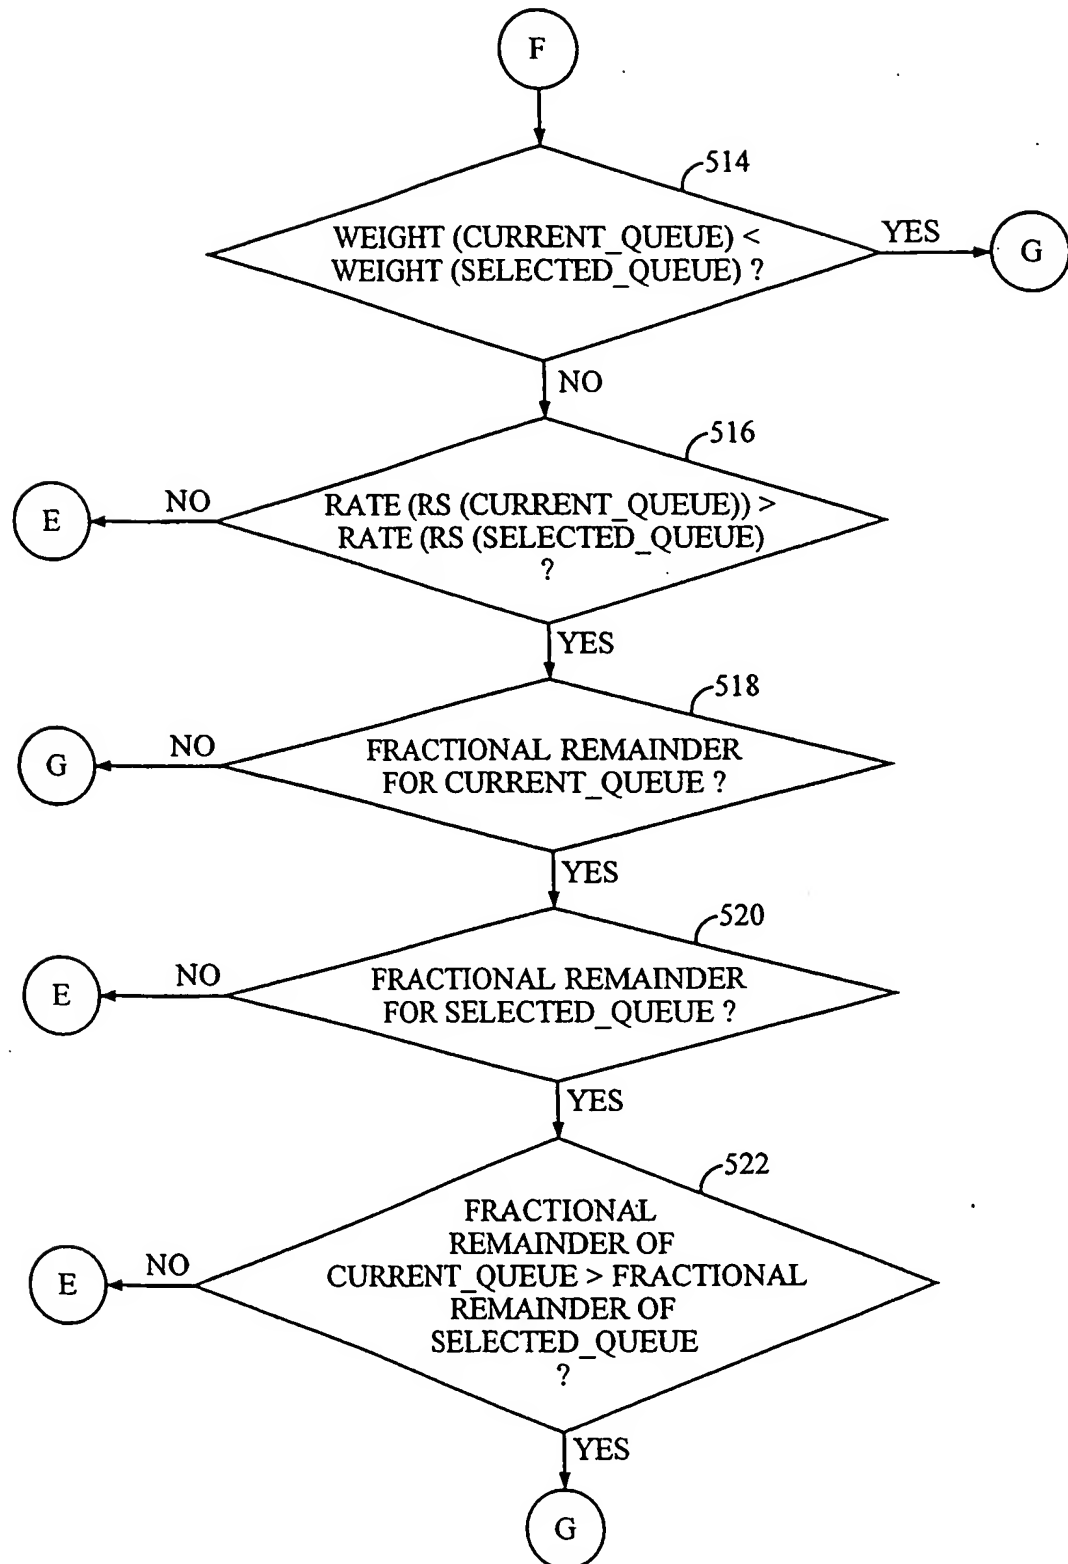 F
514
WEIGHT (CURRENT_QUEUE) <
WEIGHT (SELECTED_QUEUE) ?
YES
G
NO
516
RATE (RS (CURRENT_QUEUE)) >
RATE (RS (SELECTED_QUEUE)
?
NO
E
YES
518
FRACTIONAL REMAINDER
FOR CURRENT_QUEUE ?
NO
G
YES
520
FRACTIONAL REMAINDER
FOR SELECTED_QUEUE ?
NO
E
YES
522
FRACTIONAL
REMAINDER OF
CURRENT_QUEUE > FRACTIONAL
REMAINDER OF
SELECTED_QUEUE
?
NO
E
YES
G